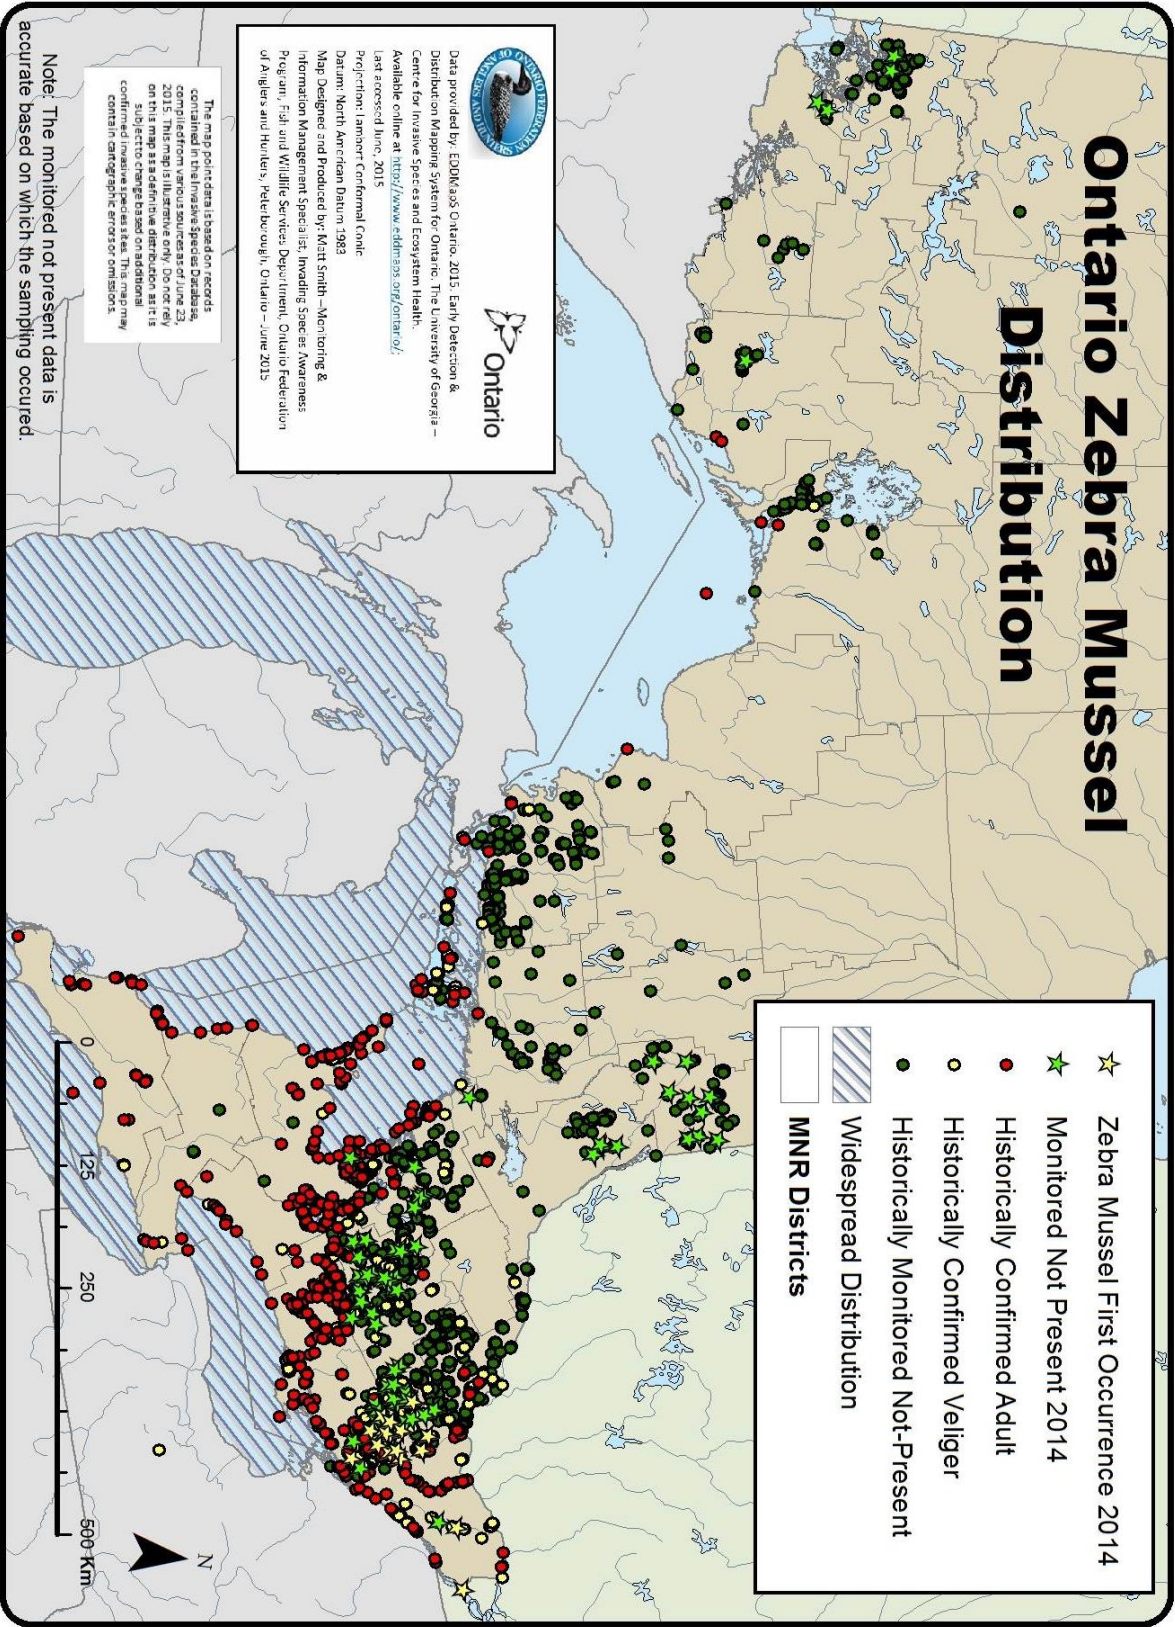 Ontario Zebra Mussel
Distribution
Zebra Mussel First Occurrence 2014
Monitored Not Present 2014
Historically Confirmed Adult
Historically Confirmed Veliger
Historically Monitored Not-Present
Widespread Distribution
MNR Districts
ONTARIO FEDERATION
OF ANGLERS AND HUNTERS
Ontario
Data provided by: EDDMapS Ontario. 2015. Early Detection &
Distribution Mapping System for Ontario. The University of Georgia –
Centre for Invasive Species and Ecosystem Health.
Available online at http://www.eddmaps.org/ontario/;
Last accessed June, 2015
Projection: Lambert Conformal Conic
Datum: North American Datum 1983
Map Designed and Produced by: Matt Smith – Monitoring &
Information Management Specialist, Invading Species Awareness
Program, Fish and Wildlife Services Department, Ontario Federation
of Anglers and Hunters, Peterborough, Ontario – June 2015
The map point data is based on records
contained in the Invasive Species Database,
compiled from various sources as of June 23,
2015. This map is illustrative only. Do not rely
on this map as a definitive distribution as it is
subject to change based on additional
confirmed invasive species sites. This map may
contain cartographic errors or omissions.
Note: The monitored not present data is
accurate based on which the sampling occured.
0 125 250 500 Km
N